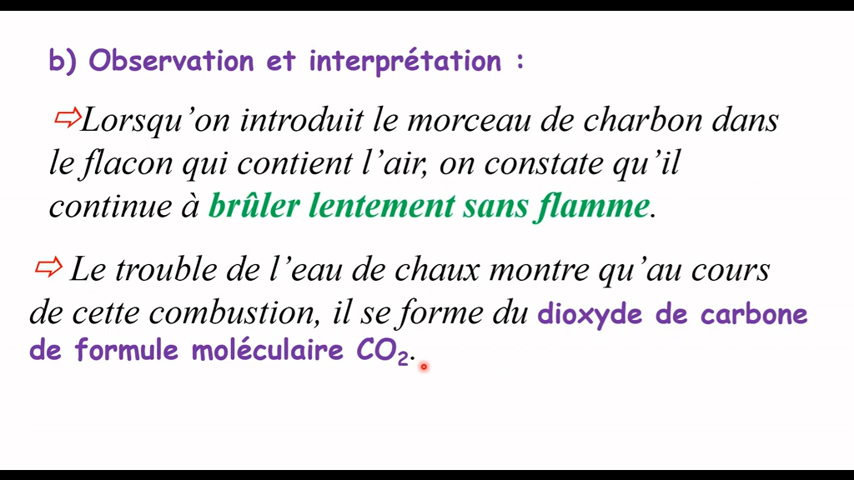 b) Observation et interprétation :
⇨Lorsqu’on introduit le morceau de charbon dans
le flacon qui contient l’air, on constate qu’il
continue à brûler lentement sans flamme.
⇨ Le trouble de l’eau de chaux montre qu’au cours
de cette combustion, il se forme du dioxyde de carbone
de formule moléculaire CO₂.